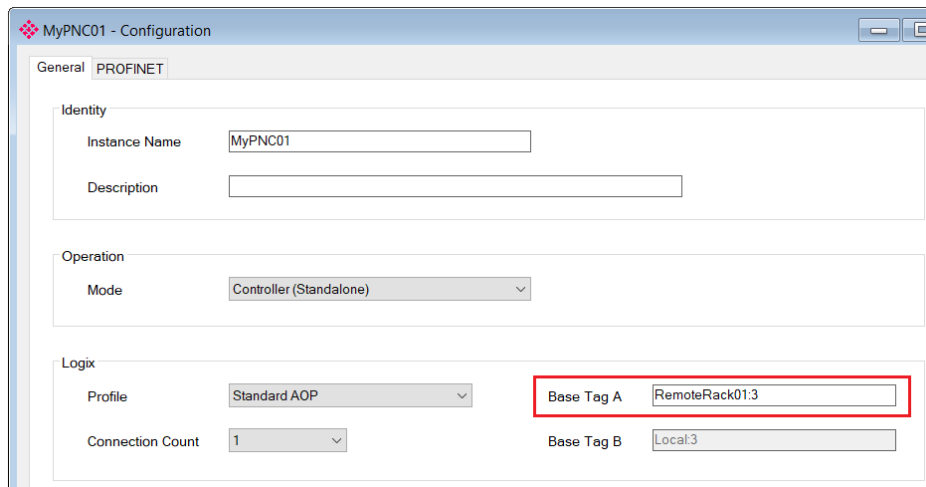 MyPNC01 - Configuration
General PROFINET
Identity
Instance Name MyPNC01
Description
Operation
Mode Controller (Standalone)
Logix
Profile Standard AOP Base Tag A RemoteRack01:3
Connection Count 1 Base Tag B Local:3